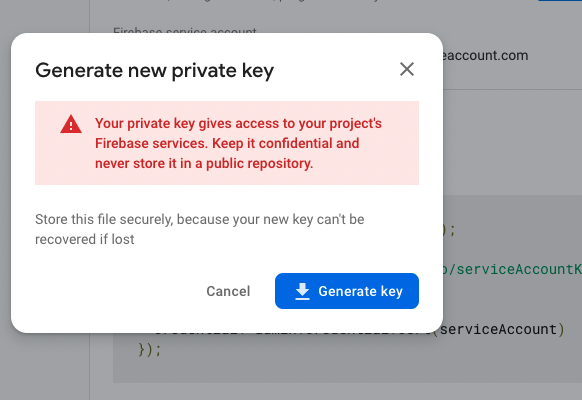 Firebase service account
eaccount.com
Generate new private key
Your private key gives access to your project's
Firebase services. Keep it confidential and
never store it in a public repository.
Store this file securely, because your new key can't be
recovered if lost
);
o/serviceAccountK
Cancel
Generate key
(serviceAccount)
});